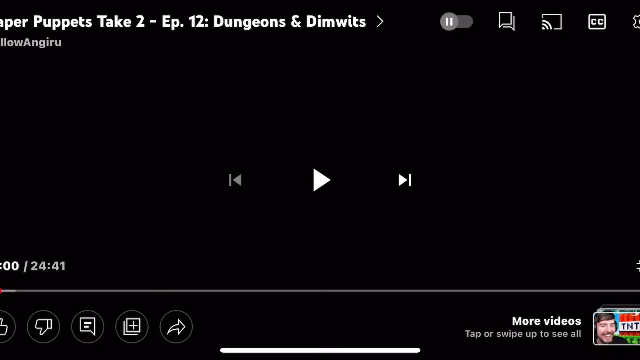 aper Puppets Take 2 - Ep. 12: Dungeons & Dimwits
llowAngiru
CC
:00 / 24:41
More videos
Tap or swipe up to see all
TNT